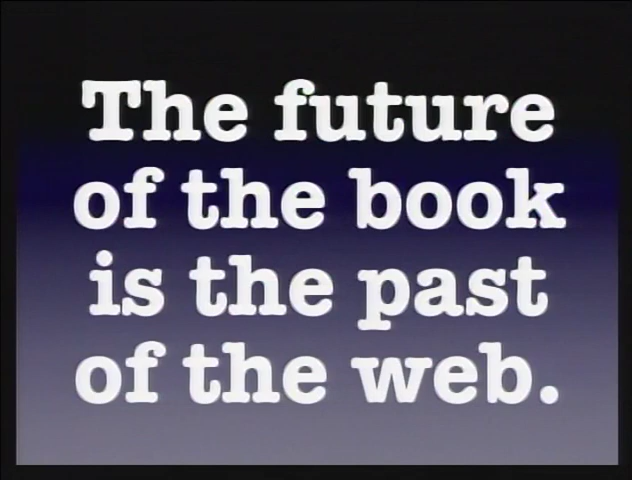 The future
of the book
is the past
of the web.